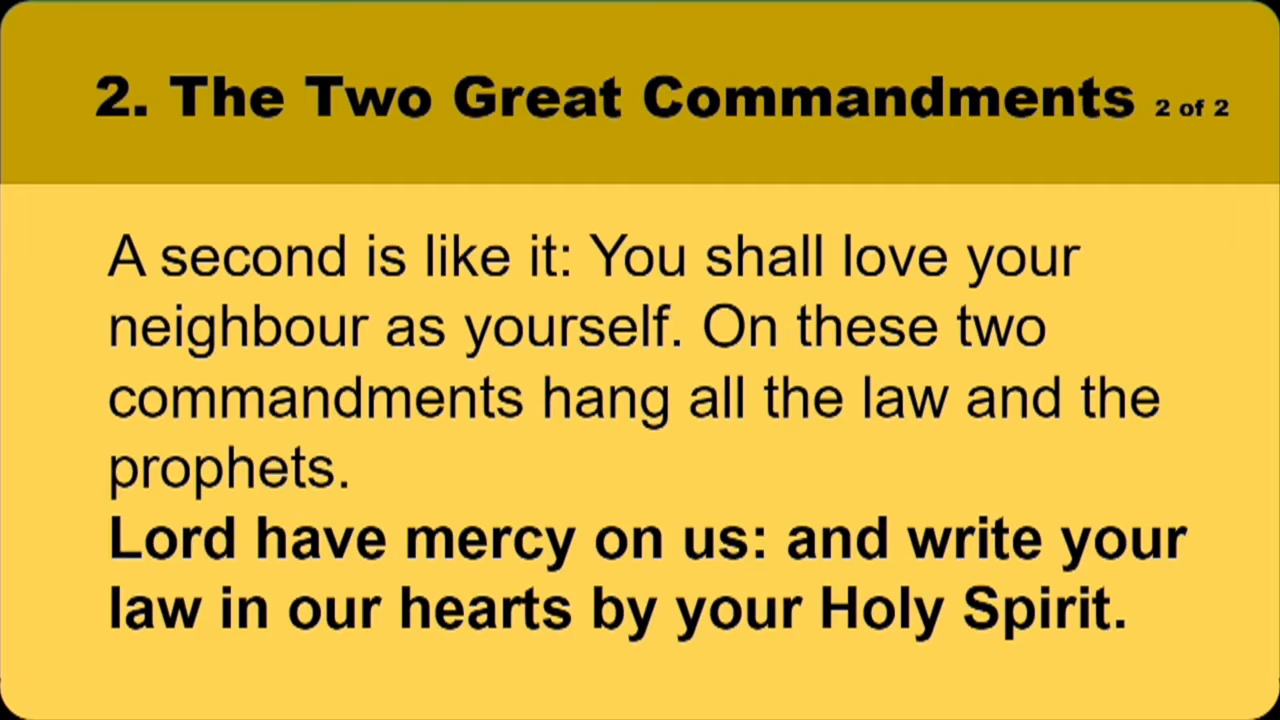 2. The Two Great Commandments 2 of 2
A second is like it: You shall love your
neighbour as yourself. On these two
commandments hang all the law and the
prophets.
Lord have mercy on us: and write your
law in our hearts by your Holy Spirit.